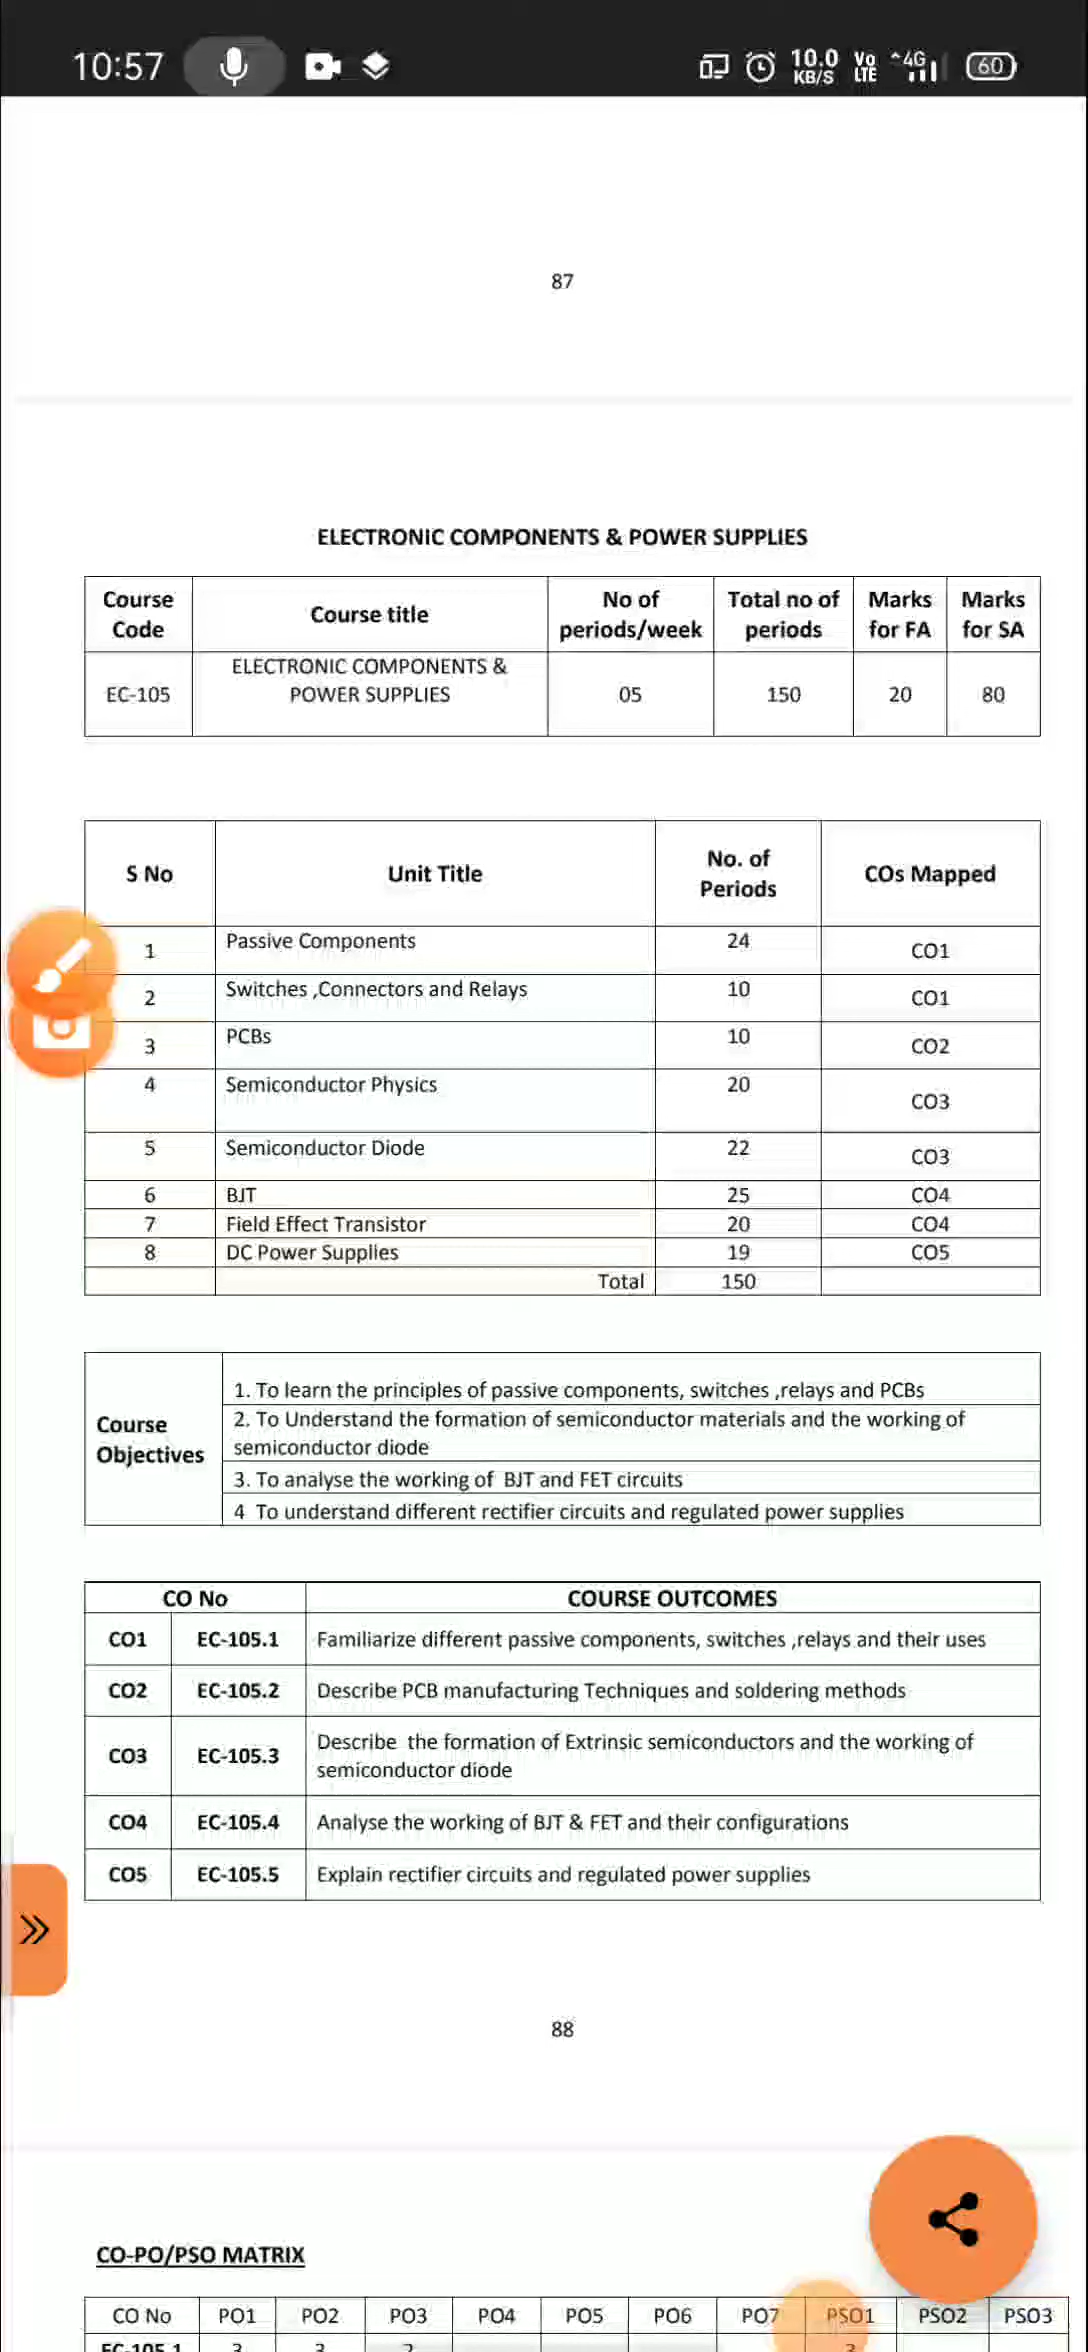 10:57
10.0
KB/S
Vo
LTE
4G
60
87
ELECTRONIC COMPONENTS & POWER SUPPLIES
Course Code Course title No of periods/week Total no of periods Marks for FA Marks for SA
EC-105 ELECTRONIC COMPONENTS & POWER SUPPLIES 05 150 20 80
S No Unit Title No. of Periods COs Mapped
1 Passive Components 24 CO1
2 Switches ,Connectors and Relays 10 CO1
3 PCBs 10 CO2
4 Semiconductor Physics 20 CO3
5 Semiconductor Diode 22 CO3
6 BJT 25 CO4
7 Field Effect Transistor 20 CO4
8 DC Power Supplies 19 CO5
Total 150
Course Objectives
1. To learn the principles of passive components, switches ,relays and PCBs
2. To Understand the formation of semiconductor materials and the working of
semiconductor diode
3. To analyse the working of BJT and FET circuits
4 To understand different rectifier circuits and regulated power supplies
CO No COURSE OUTCOMES
CO1 EC-105.1 Familiarize different passive components, switches ,relays and their uses
CO2 EC-105.2 Describe PCB manufacturing Techniques and soldering methods
CO3 EC-105.3 Describe the formation of Extrinsic semiconductors and the working of
semiconductor diode
CO4 EC-105.4 Analyse the working of BJT & FET and their configurations
CO5 EC-105.5 Explain rectifier circuits and regulated power supplies
88
CO-PO/PSO MATRIX
CO No PO1 PO2 PO3 PO4 PO5 PO6 PO7 PSO1 PSO2 PSO3